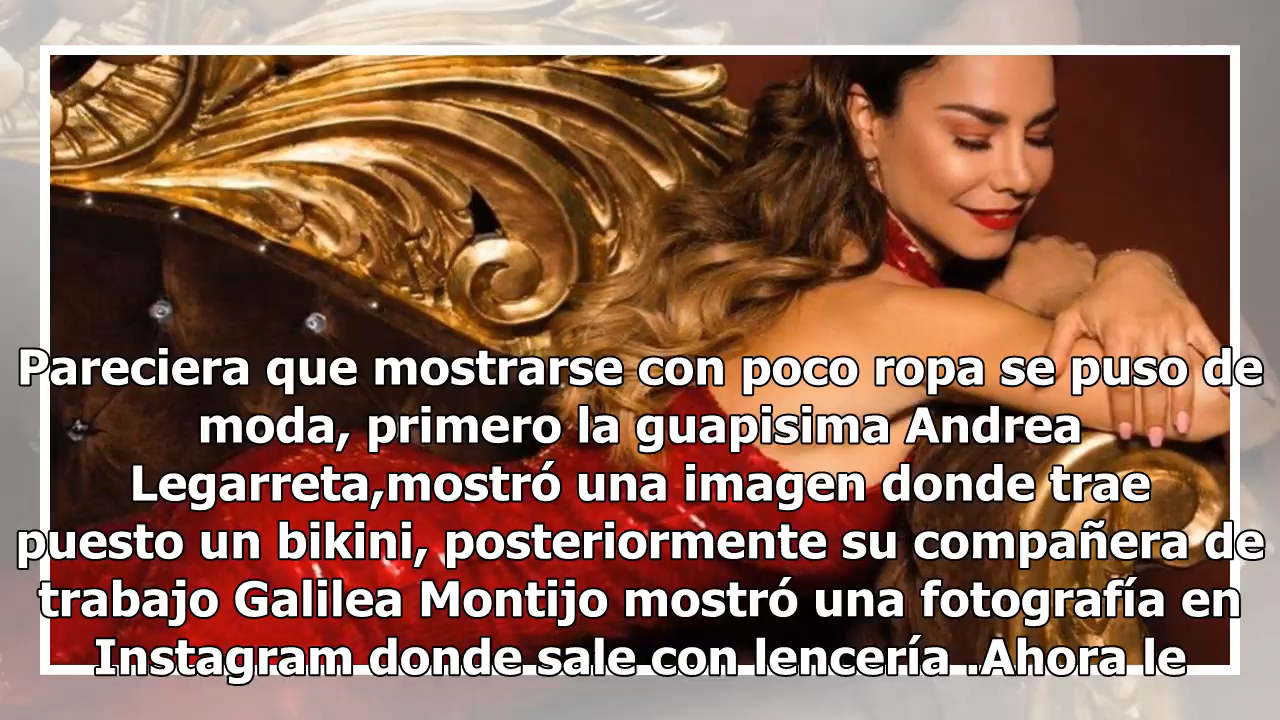 Pareciera que mostrarse con poco ropa se puso de
moda, primero la guapisima Andrea
Legarreta,mostró una imagen donde trae
puesto un bikini, posteriormente su compañera de
trabajo Galilea Montijo mostró una fotografía en
Instagram donde sale con lencería .Ahora le